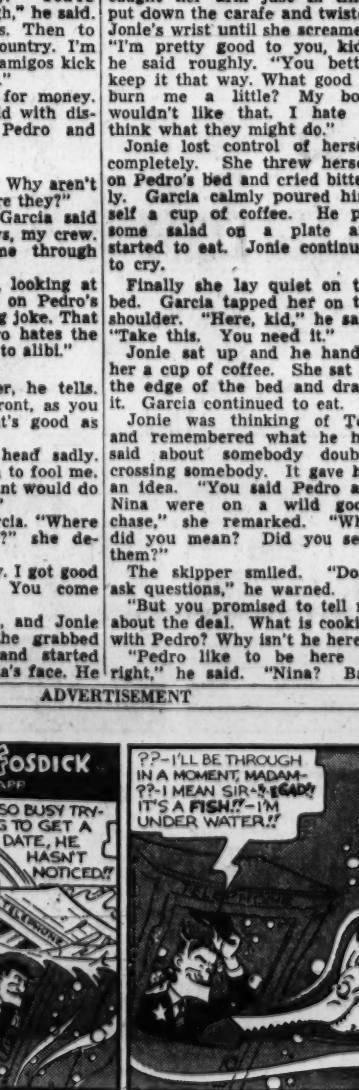 h," he said.
s. Then to
ountry. I'm
amigos kick
"
for money.
d with dis-
Pedro and
Why aren't
re they?"
Garcia said
s, my crew.
me through
, looking at
on Pedro's
g joke. That
ro hates the
to alibi."
er, he tells.
ront, as you
t's good as
head sadly.
to fool me.
nt would do
"
cia. "Where
?" she de-
y. I got good
You come
, and Jonie
he grabbed
and started
a's face. He
put down the carafe and twist
Jonie's wrist until she screame
"I'm pretty good to you, kid
he said roughly. "You bett
keep it that way. What good
burn me a little? My bo
wouldn't like that. I hate
think what they might do."
Jonie lost control of herse
completely. She threw herse
on Pedro's bed and cried bitte
ly. Garcia calmly poured hi
self a cup of coffee. He p
some salad on a plate a
started to eat. Jonie continu
to cry.
Finally she lay quiet on t
bed. Garcia tapped her on t
shoulder. "Here, kid," he sa
"Take this. You need it."
Jonie sat up and he hand
her a cup of coffee. She sat
the edge of the bed and dra
it. Garcia continued to eat.
Jonie was thinking of T
and remembered what he h
said about somebody doub
crossing somebody. It gave h
an idea. "You said Pedro a
Nina were on a wild goo
chase," she remarked. "Wh
did you mean? Did you se
them?"
The skipper smiled. "Do
ask questions," he warned.
"But you promised to tell
about the deal. What is cooki
with Pedro? Why isn't he here
"Pedro like to be here
right," he said. "Nina? Ba
ADVERTISEMENT
FOSDICK
APP
SO BUSY TRY-
G TO GET A
DATE, HE
HASN'T
NOTICED!!
TELEPHONE
??-I'LL BE THROUGH
IN A MOMENT, MADAM-
??-I MEAN SIR-!!-EGAD!!
IT'S A FISH!!-I'M
UNDER WATER!!
TELEPHONE